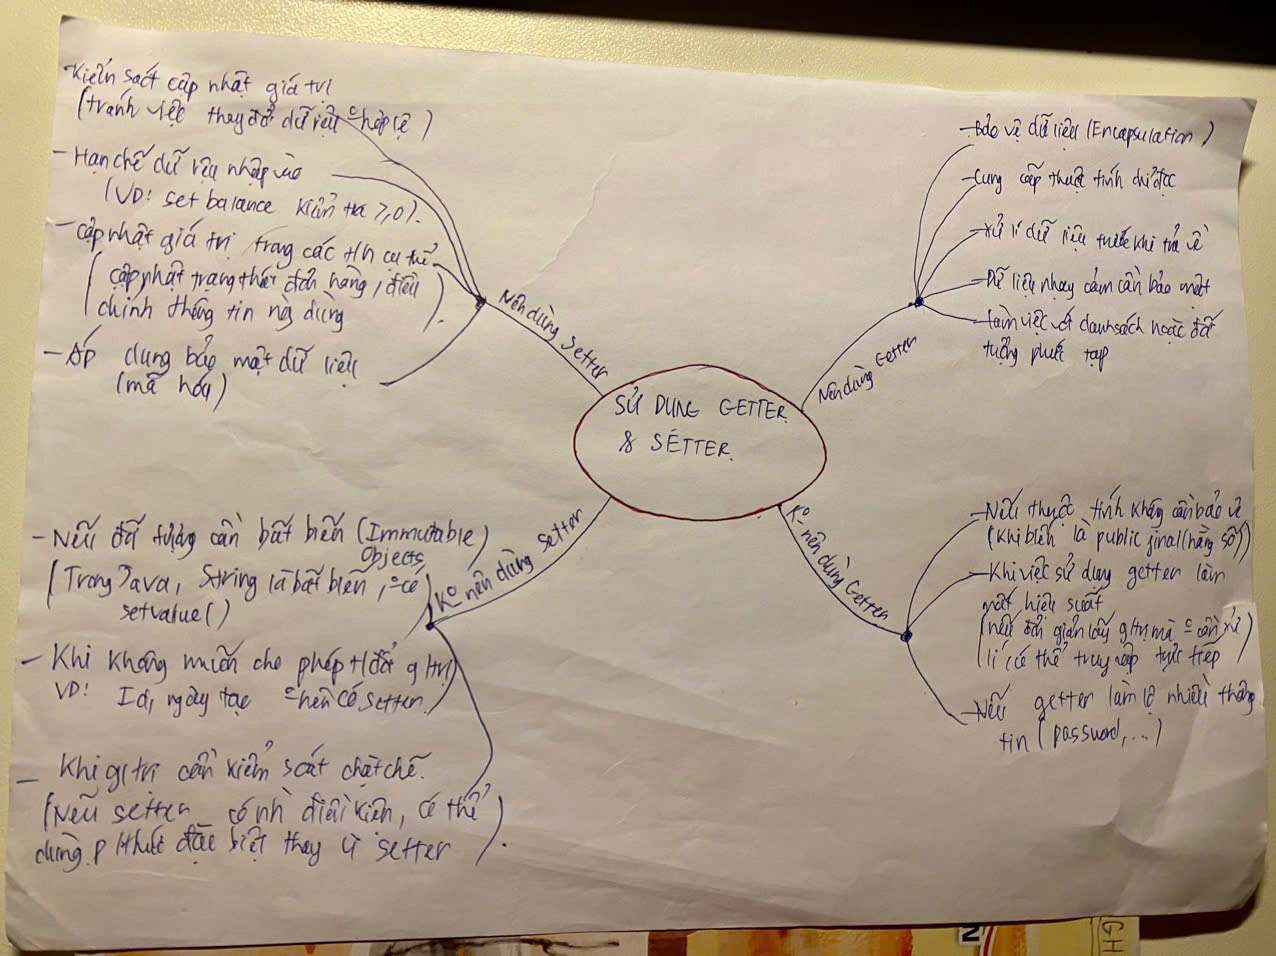 SỬ DỤNG GETTER
& SETTER.
Nên dùng Setter
- Kiểm soát cập nhật giá trị
(tránh việc thay đổi dữ liệu º hợp lệ)
- Hạn chế dữ liệu nhập vào
(VD: set balance kiểm tra ≥ 0).
- Cập nhật giá trị trong các t/h cụ thể
(cập nhật trạng thái đơn hàng, điều
chỉnh thông tin ng dùng).
- Áp dụng bảo mật dữ liệu
(mã hóa)
Nên dùng Getter
- Bảo vệ dữ liệu (Encapsulation)
- Cung cấp thuộc tính chỉ đọc
- Xử lí dữ liệu trước khi trả về
- Dữ liệu nhạy cảm cần bảo mật
- Làm việc với danh sách hoặc đối
tượng phức tạp
Kº nên dùng Setter
- Nếu đối tượng cần bất biến (Immutable
Objects)
(Trong Java, String là bất biến, º có
setvalue()
- Khi không muốn cho phép t/đổi g/trị
VD: Id, ngày tạo º nên có setter.)
- Khi g/trị cần kiểm soát chặt chẽ.
(Nếu setter có nh điều kiện, có thể
dùng p/thức đặc biệt thay vì setter).
Kº nên dùng Getter
- Nếu thuộc tính không cần bảo vệ
(khi biến là public final (hằng số))
- Khi việc sử dụng getter làm
mất hiệu suất
(nếu đơn giản lấy g/trị mà º cần xử
lí có thể truy cập trực tiếp)
- Nếu getter làm lộ nhiều thông
tin (password, ...)
N
GH